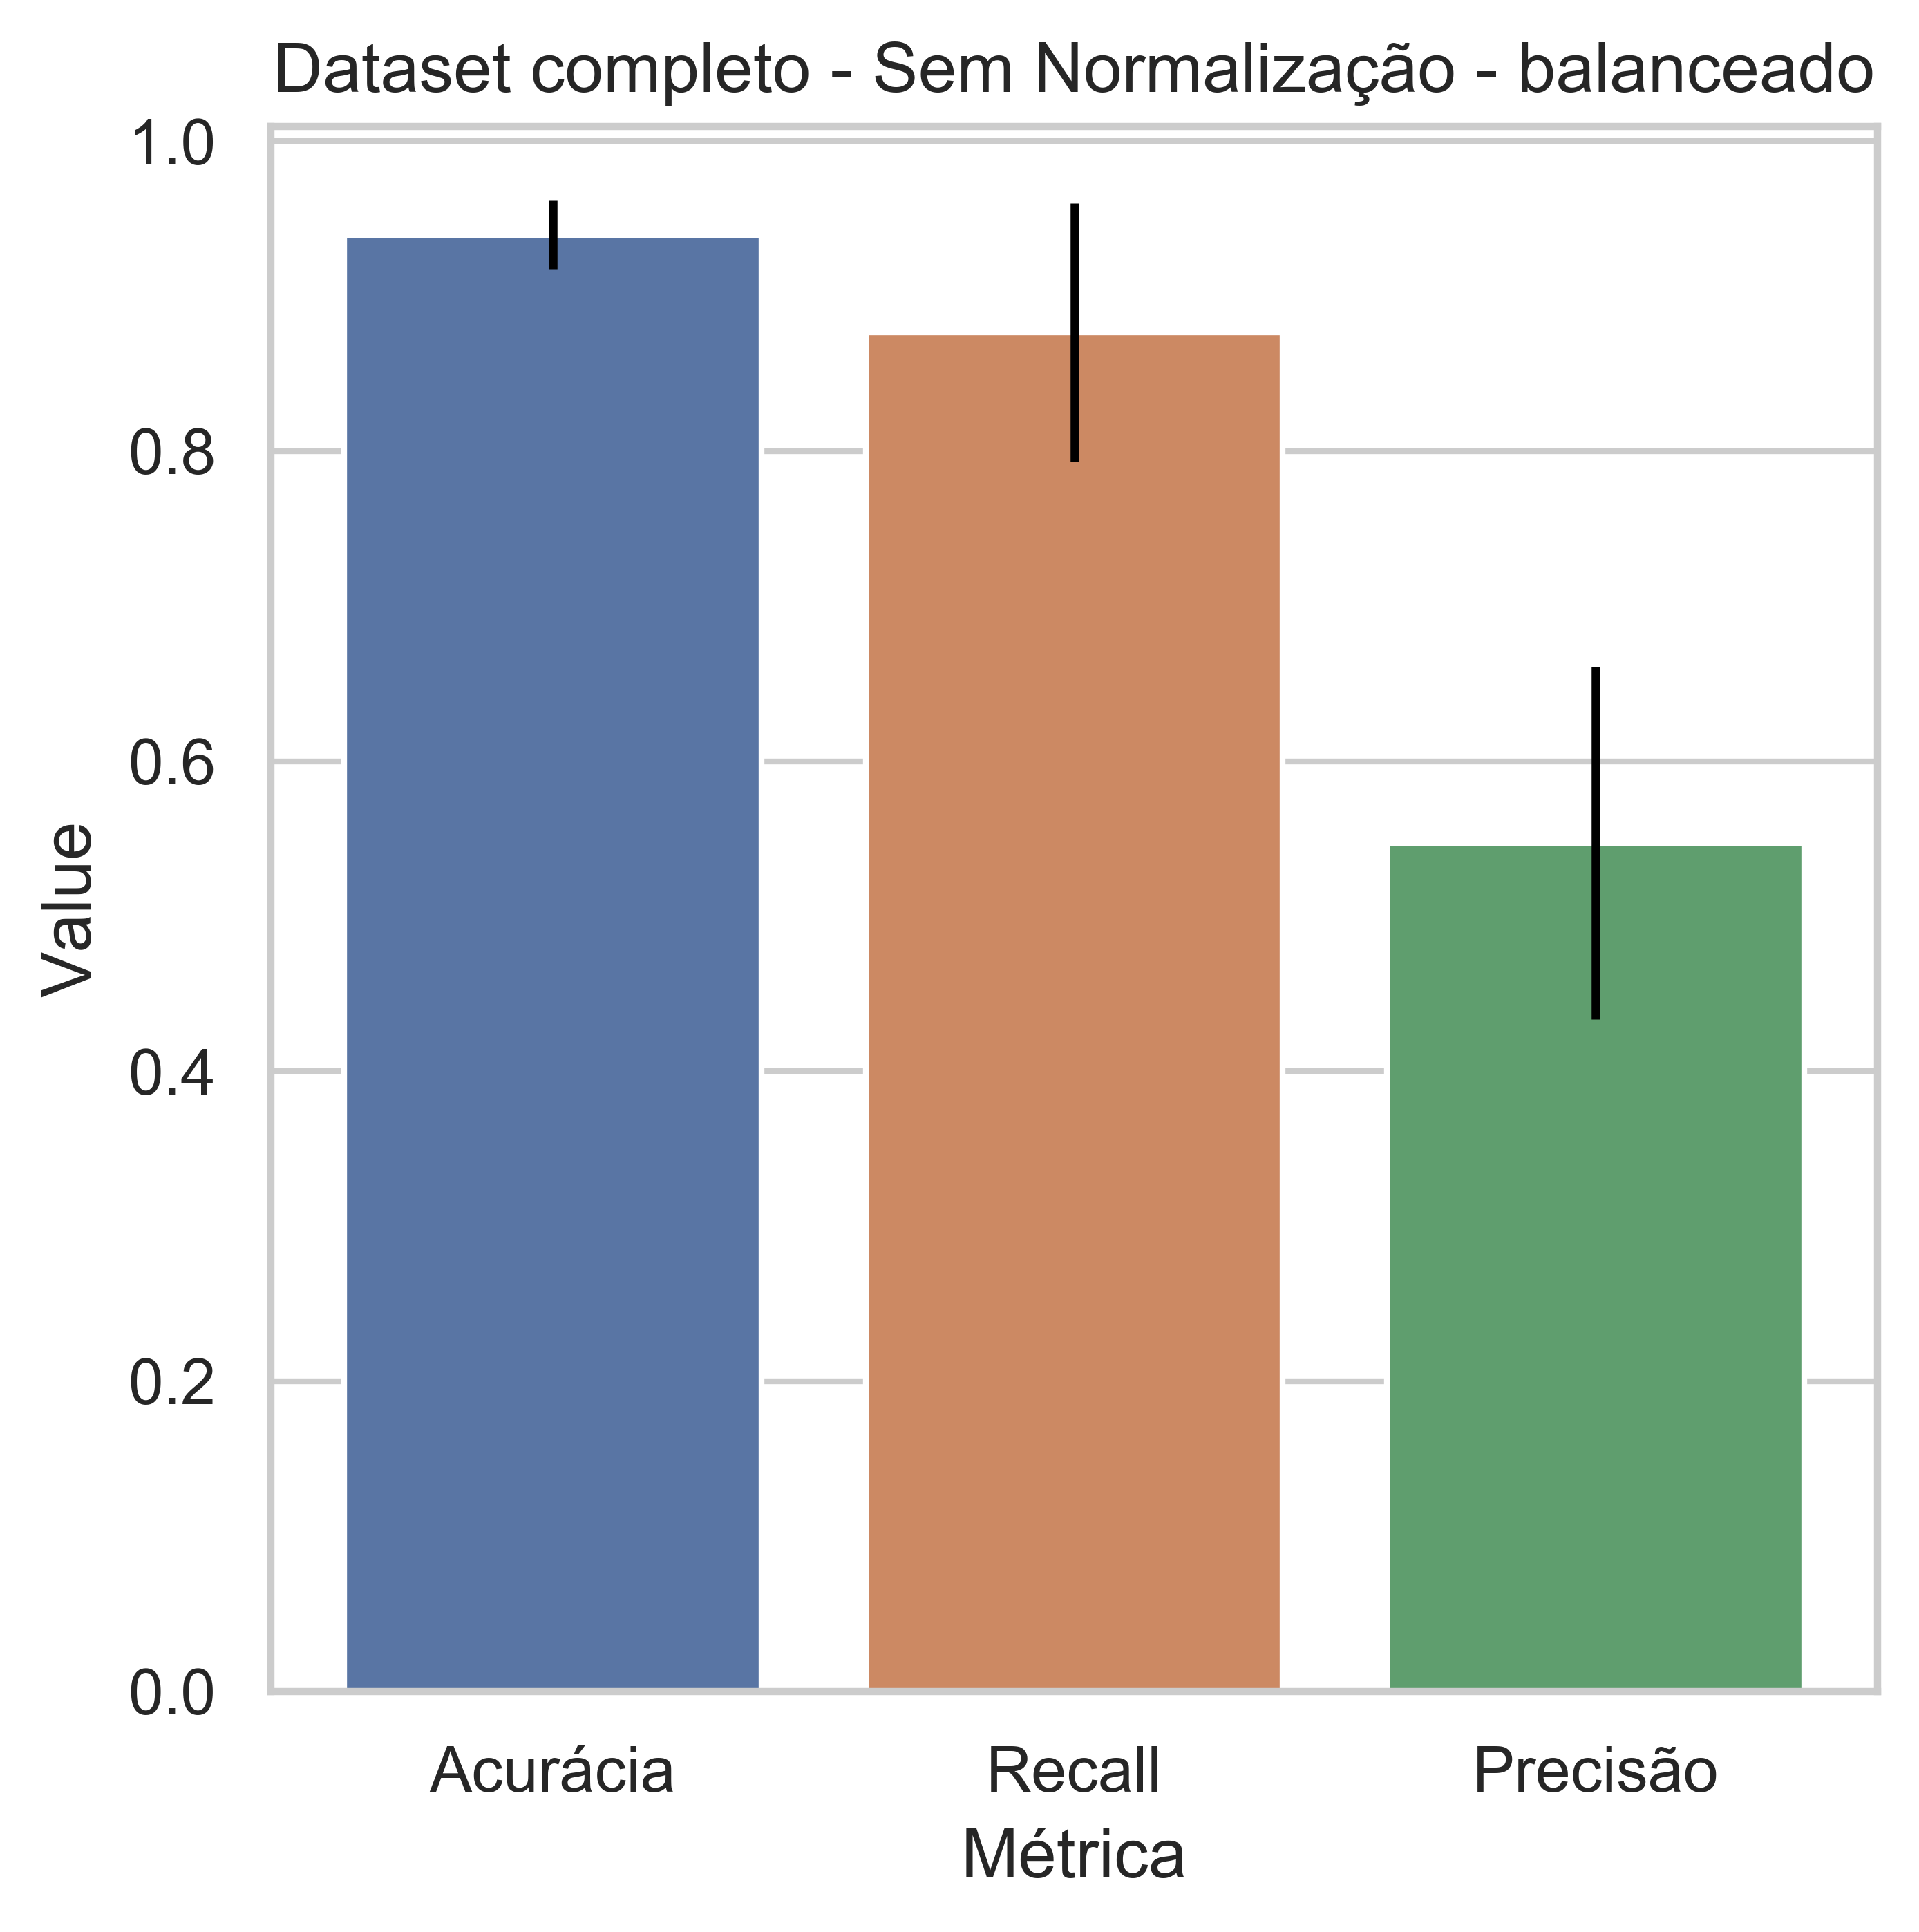 Dataset completo - Sem Normalização - balanceado
1.0
0.8
0.6
0.4
0.2
0.0
Value
Acurácia Recall Precisão
Métrica